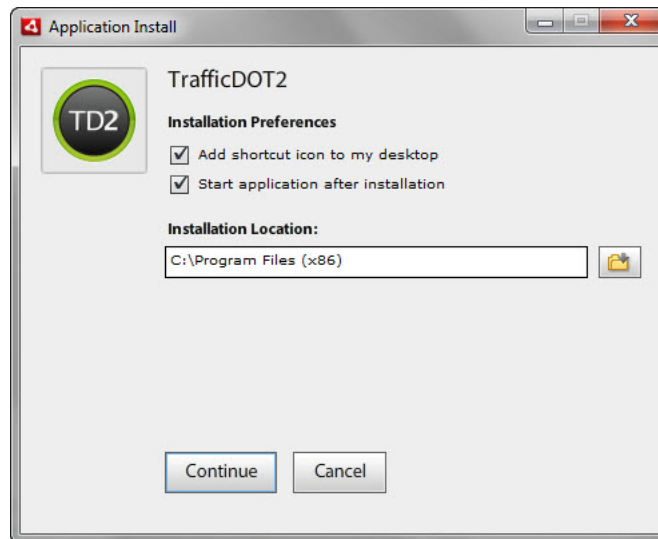 Application Install
TrafficDOT2
TD2
Installation Preferences
Add shortcut icon to my desktop
Start application after installation
Installation Location:
C:\Program Files (x86)
Continue
Cancel